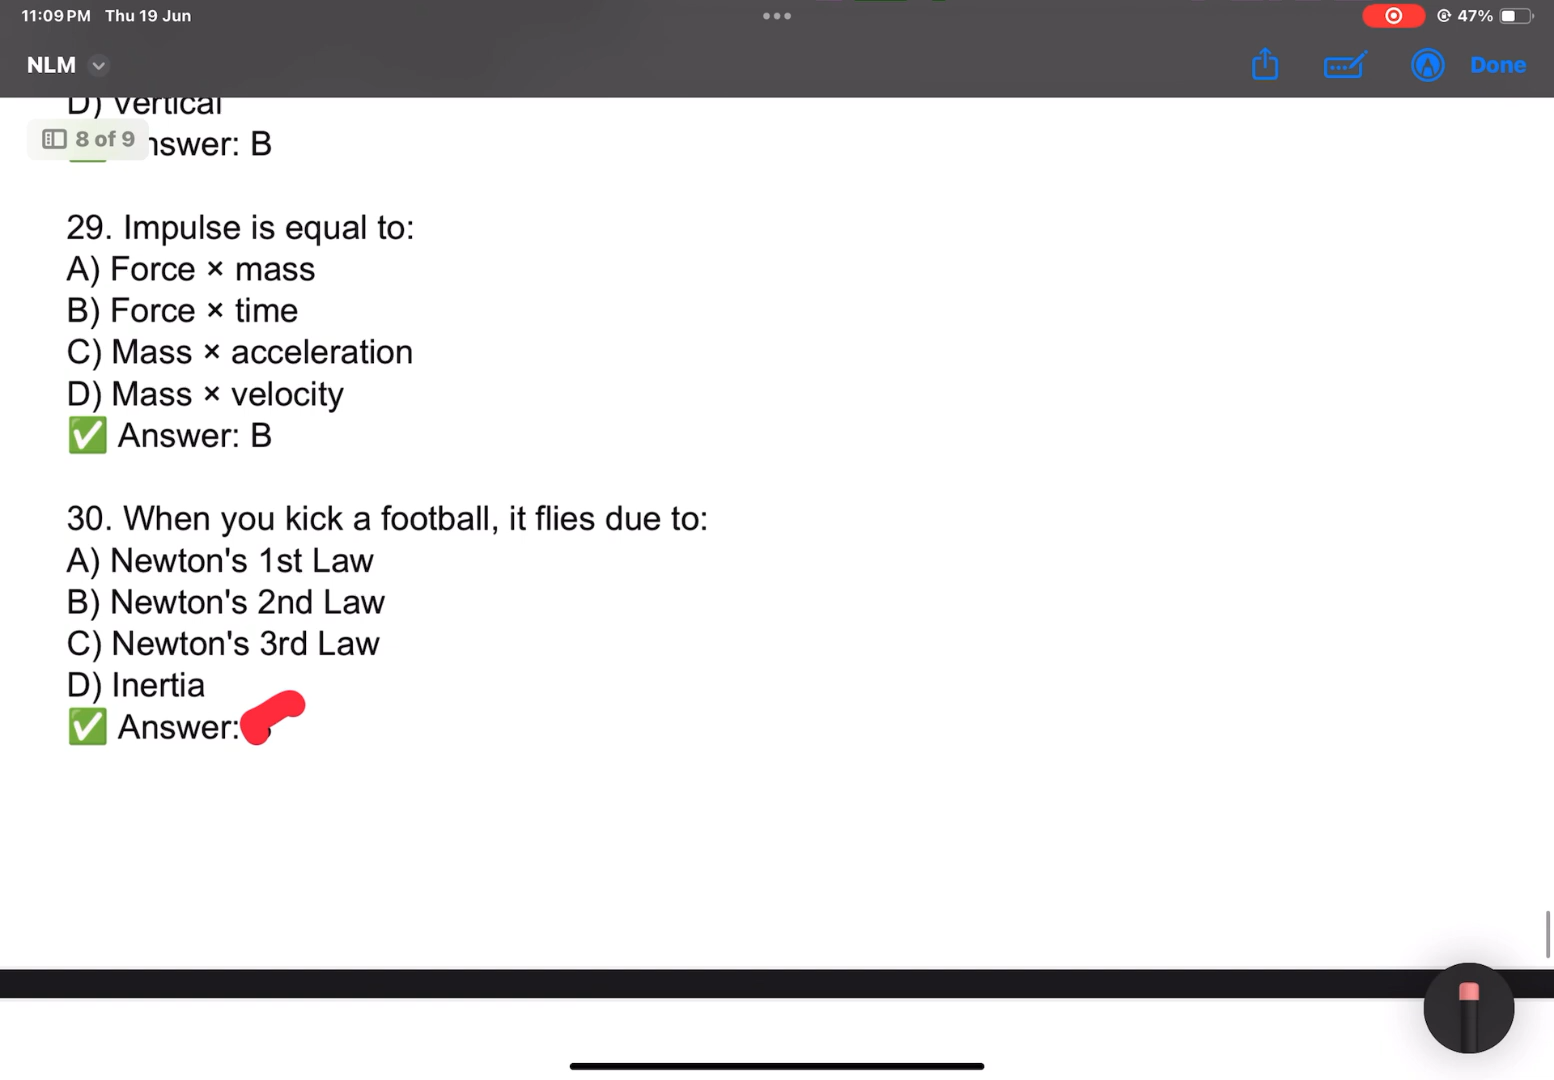 11:09 PM Thu 19 Jun
47%
NLM
Done
D) Vertical
8 of 9
nswer: B
29. Impulse is equal to:
A) Force × mass
B) Force × time
C) Mass × acceleration
D) Mass × velocity
✅ Answer: B
30. When you kick a football, it flies due to:
A) Newton's 1st Law
B) Newton's 2nd Law
C) Newton's 3rd Law
D) Inertia
✅ Answer: